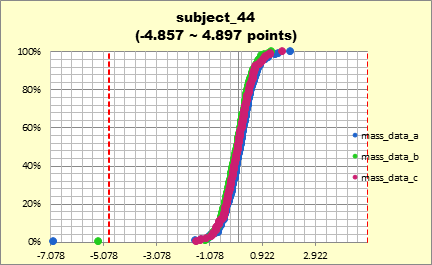 subject_44
(-4.857 ~ 4.897 points)
100%
80%
60%
40%
20%
0%
-7.078 -5.078 -3.078 -1.078 0.922 2.922
mass_data_a
mass_data_b
mass_data_c